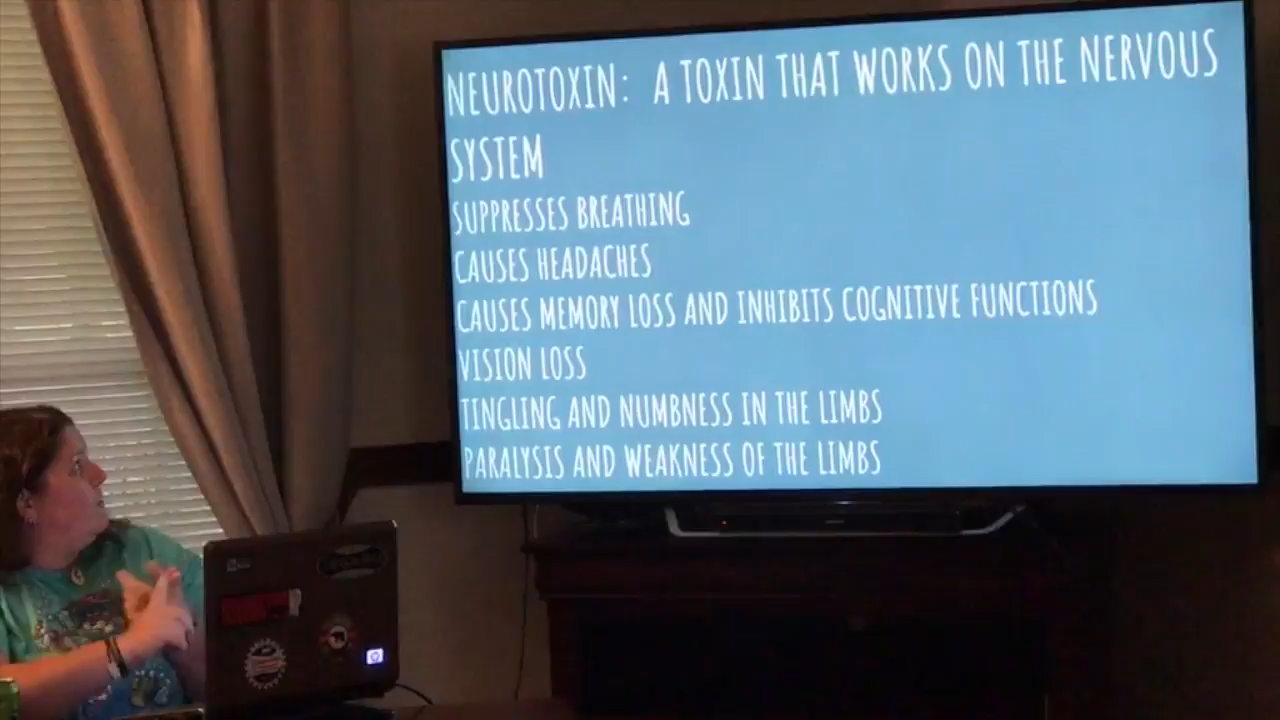 NEUROTOXIN: A TOXIN THAT WORKS ON THE NERVOUS
SYSTEM
SUPPRESSES BREATHING
CAUSES HEADACHES
CAUSES MEMORY LOSS AND INHIBITS COGNITIVE FUNCTIONS
VISION LOSS
TINGLING AND NUMBNESS IN THE LIMBS
PARALYSIS AND WEAKNESS OF THE LIMBS